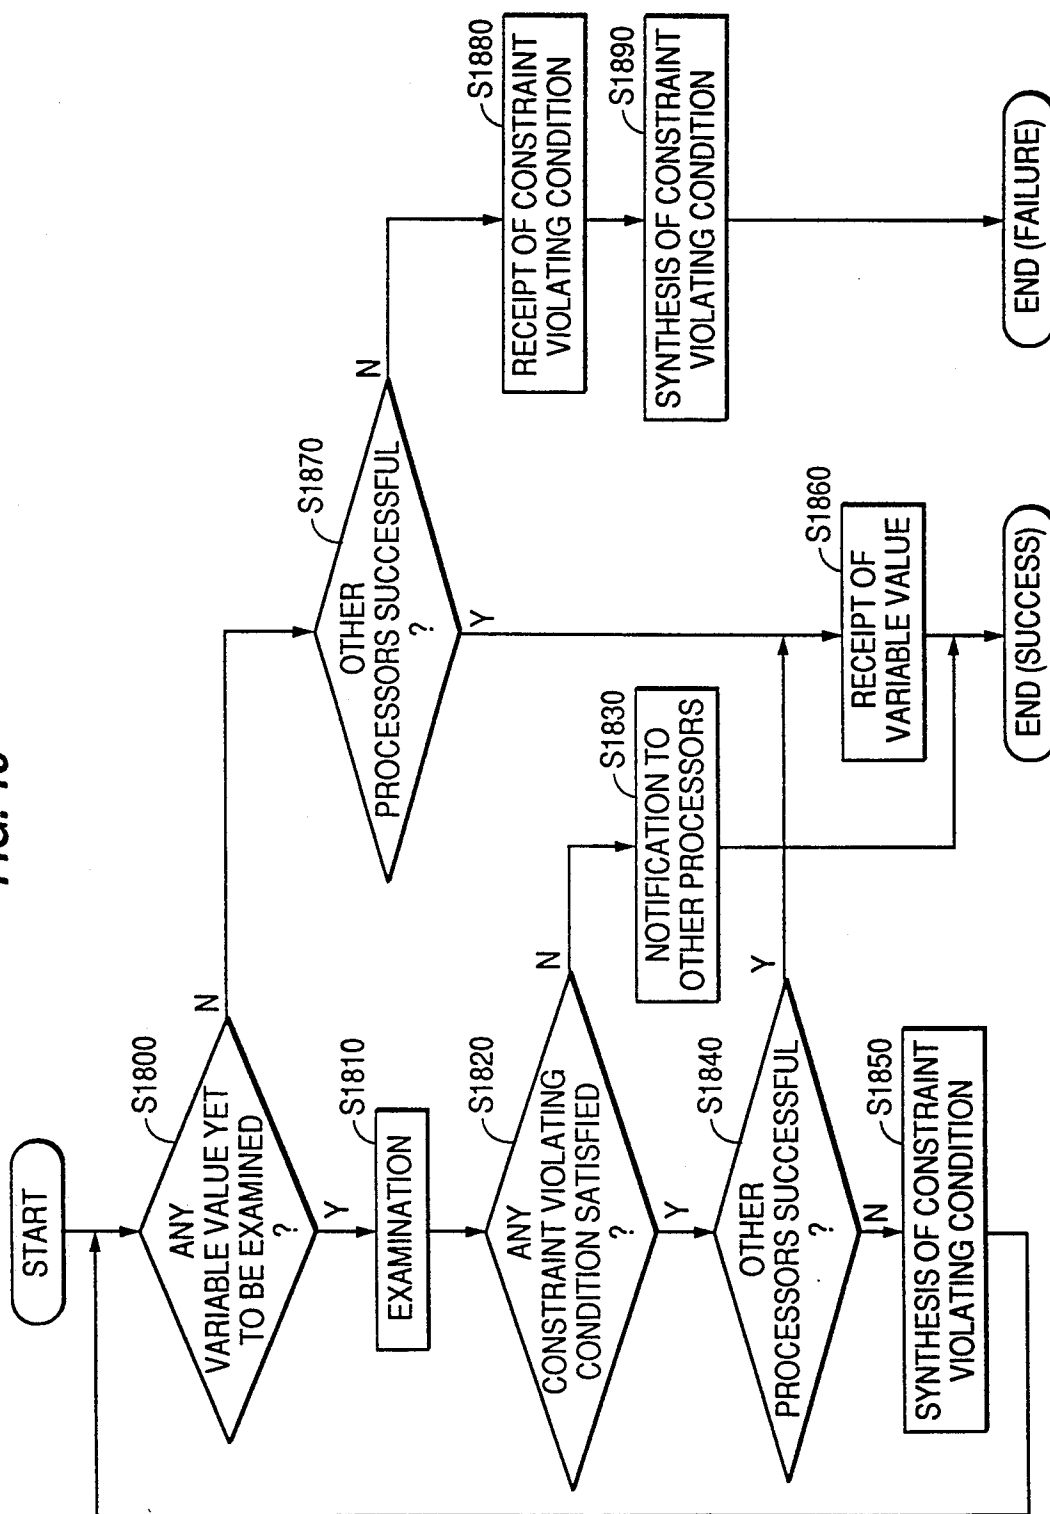 START
ANY
VARIABLE VALUE YET
TO BE EXAMINED
?
S1800
Y
N
EXAMINATION
S1810
ANY
CONSTRAINT VIOLATING
CONDITION SATISFIED
?
S1820
Y
N
NOTIFICATION TO
OTHER PROCESSORS
S1830
OTHER
PROCESSORS SUCCESSFUL
?
S1840
Y
N
SYNTHESIS OF CONSTRAINT
VIOLATING CONDITION
S1850
OTHER
PROCESSORS SUCCESSFUL
?
S1870
Y
N
RECEIPT OF
VARIABLE VALUE
S1860
END (SUCCESS)
RECEIPT OF CONSTRAINT
VIOLATING CONDITION
S1880
SYNTHESIS OF CONSTRAINT
VIOLATING CONDITION
S1890
END (FAILURE)